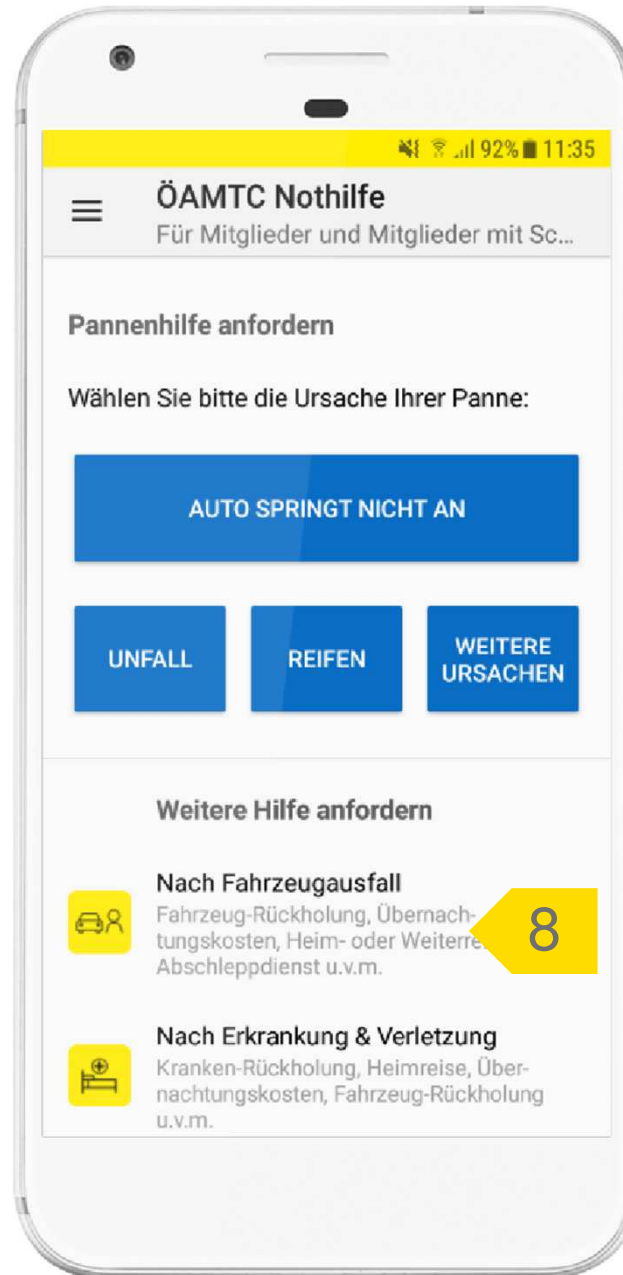 92% 11:35
ÖAMTC Nothilfe
Für Mitglieder und Mitglieder mit Sc...
Pannenhilfe anfordern
Wählen Sie bitte die Ursache Ihrer Panne:
AUTO SPRINGT NICHT AN
UNFALL
REIFEN
WEITERE
URSACHEN
Weitere Hilfe anfordern
Nach Fahrzeugausfall
Fahrzeug-Rückholung, Übernach-
tungskosten, Heim- oder
Abschleppdienst u.v.m.
8
Nach Erkrankung & Verletzung
Kranken-Rückholung, Heimreise, Über-
nachtungskosten, Fahrzeug-Rückholung
u.v.m.